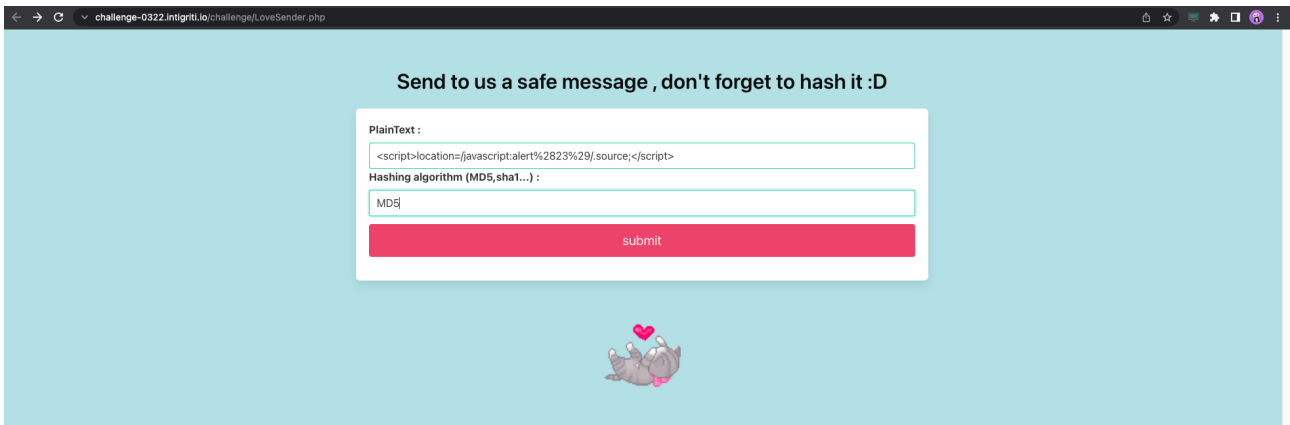 challenge-0322.intigriti.io/challenge/LoveSender.php
Send to us a safe message , don't forget to hash it :D
PlainText :
<script>location=/javascript:alert%2823%29/.source;</script>
Hashing algorithm (MD5,sha1...) :
MD5
submit